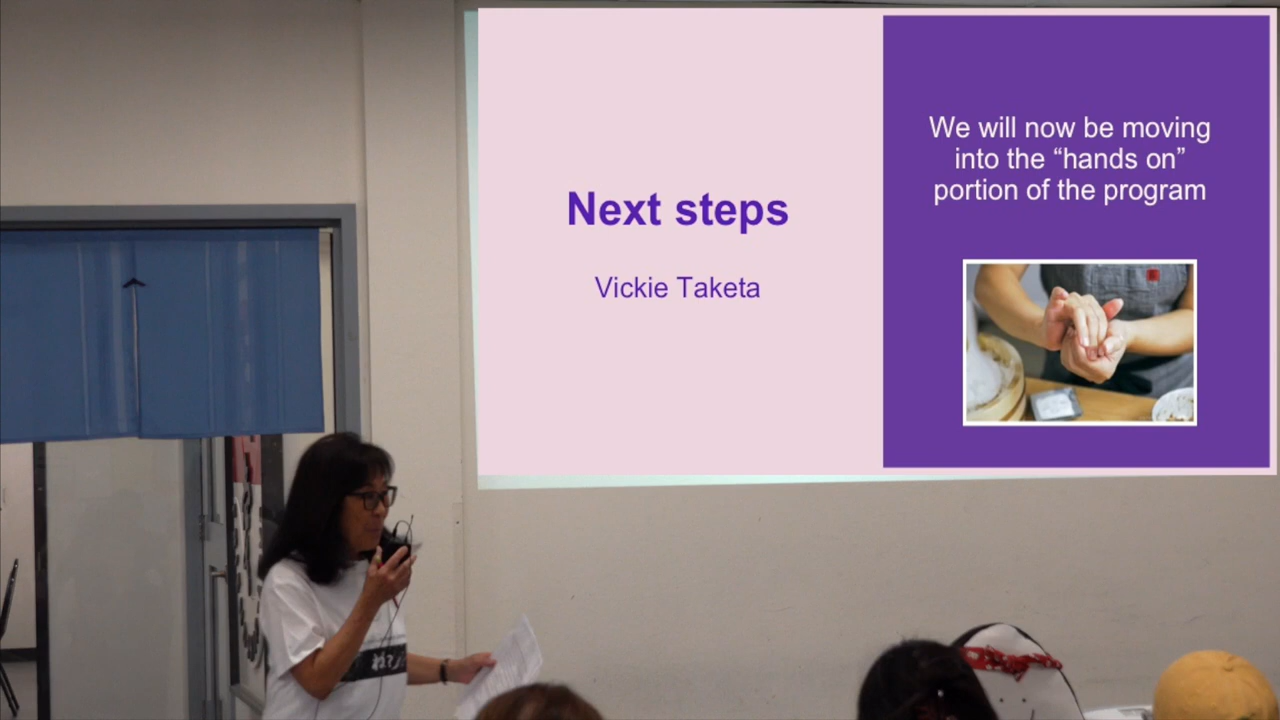 Next steps
Vickie Taketa
We will now be moving
into the “hands on”
portion of the program